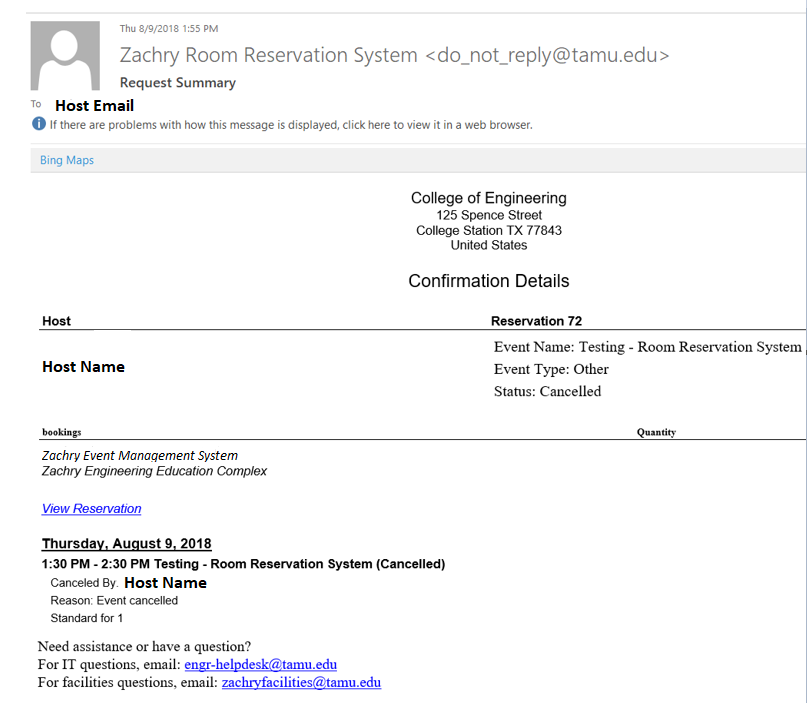 Thu 8/9/2018 1:55 PM
Zachry Room Reservation System <do_not_reply@tamu.edu>
Request Summary
To Host Email
If there are problems with how this message is displayed, click here to view it in a web browser.
Bing Maps
College of Engineering
125 Spence Street
College Station TX 77843
United States
Confirmation Details
Host Reservation 72
Event Name: Testing - Room Reservation System
Host Name
Event Type: Other
Status: Cancelled
bookings Quantity
Zachry Event Management System
Zachry Engineering Education Complex
View Reservation
Thursday, August 9, 2018
1:30 PM - 2:30 PM Testing - Room Reservation System (Cancelled)
Canceled By. Host Name
Reason: Event cancelled
Standard for 1
Need assistance or have a question?
For IT questions, email: engr-helpdesk@tamu.edu
For facilities questions, email: zachryfacilities@tamu.edu